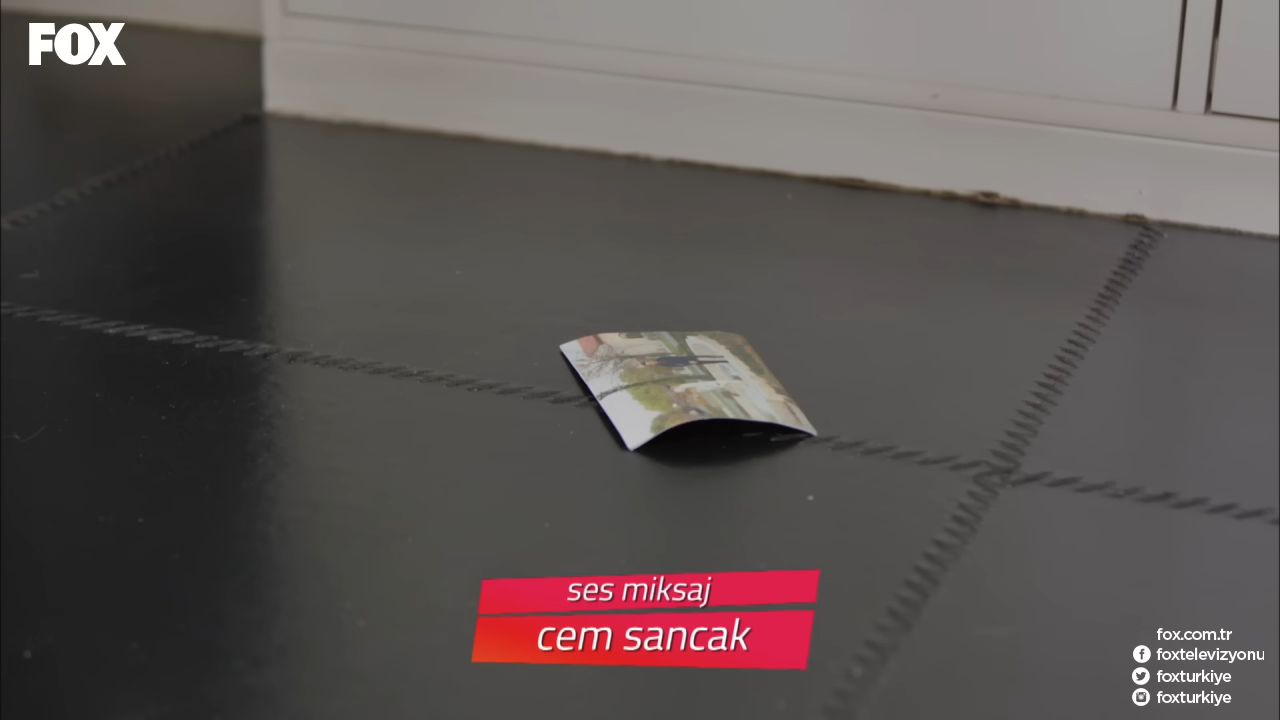 FOX
ses miksaj
cem sancak
fox.com.tr
foxtelevizyonu
foxturkiye
foxturkiye